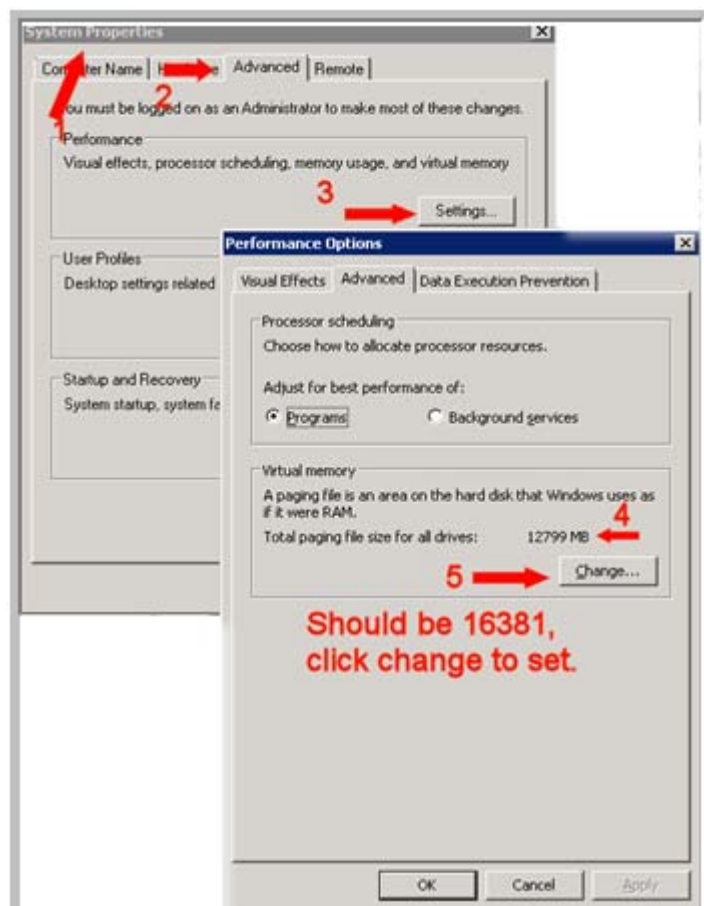 System Properties
Computer Name
Advanced
Remote
1
2
You must be logged on as an Administrator to make most of these changes.
Performance
Visual effects, processor scheduling, memory usage, and virtual memory
3
Settings...
User Profiles
Desktop settings related
Startup and Recovery
System startup, system fa
Performance Options
Visual Effects
Advanced
Data Execution Prevention
Processor scheduling
Choose how to allocate processor resources.
Adjust for best performance of:
Programs
Background services
Virtual memory
A paging file is an area on the hard disk that Windows uses as
if it were RAM.
Total paging file size for all drives: 12799 MB
4
5
Change...
Should be 16381,
click change to set.
OK
Cancel
Apply